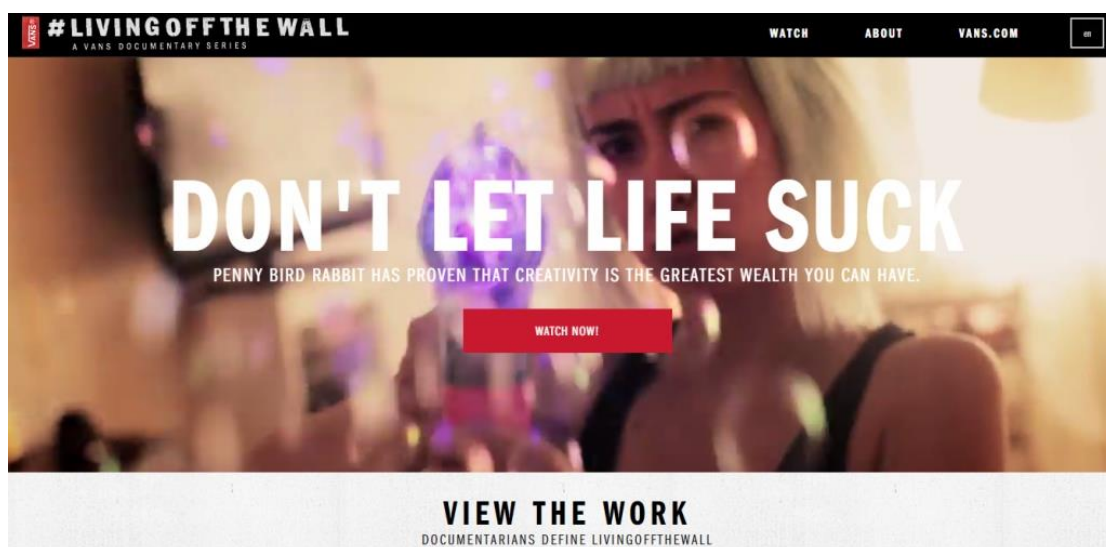 VANS
#LIVINGOFFTHEWALL
A VANS DOCUMENTARY SERIES
WATCH
ABOUT
VANS.COM
en
DON'T LET LIFE SUCK
PENNY BIRD RABBIT HAS PROVEN THAT CREATIVITY IS THE GREATEST WEALTH YOU CAN HAVE.
WATCH NOW!
VIEW THE WORK
DOCUMENTARIANS DEFINE LIVINGOFFTHEWALL